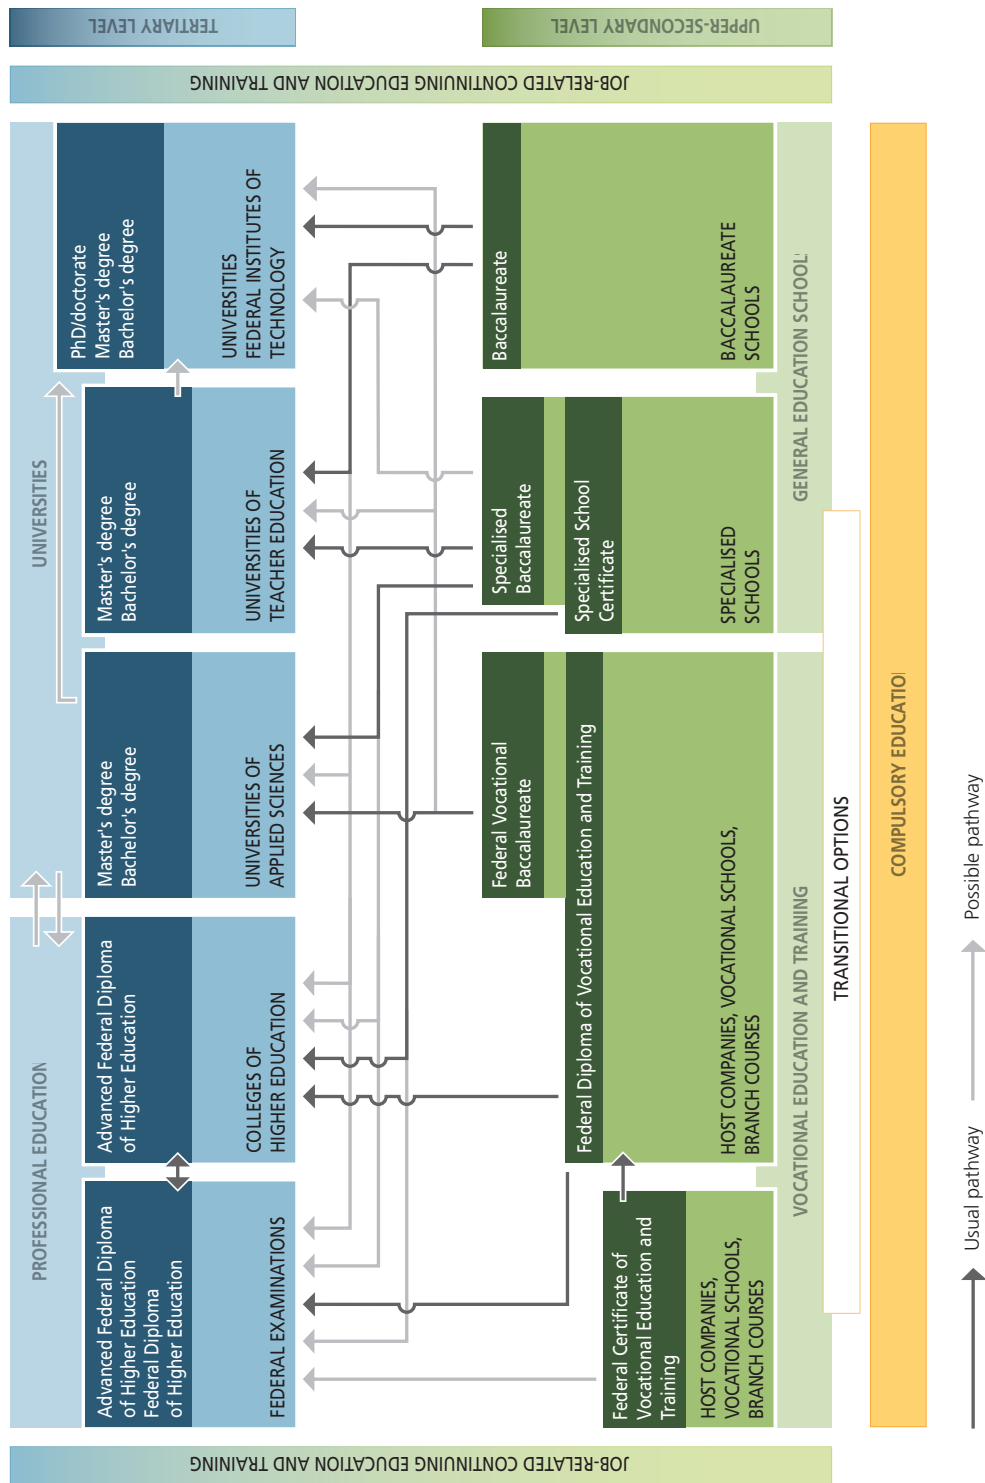 JOB-RELATED CONTINUING EDUCATION AND TRAINING
PROFESSIONAL EDUCATION
UNIVERSITIES
TERTIARY LEVEL
Advanced Federal Diploma
of Higher Education
Federal Diploma
of Higher Education
FEDERAL EXAMINATIONS
Advanced Federal Diploma
of Higher Education
COLLEGES OF
HIGHER EDUCATION
Master's degree
Bachelor's degree
UNIVERSITIES OF
APPLIED SCIENCES
Master's degree
Bachelor's degree
UNIVERSITIES OF
TEACHER EDUCATION
PhD/doctorate
Master's degree
Bachelor's degree
UNIVERSITIES
FEDERAL INSTITUTES OF
TECHNOLOGY
JOB-RELATED CONTINUING EDUCATION AND TRAINING
UPPER-SECONDARY LEVEL
Federal Certificate of
Vocational Education and
Training
HOST COMPANIES,
VOCATIONAL SCHOOLS,
BRANCH COURSES
Federal Vocational
Baccalaureate
Federal Diploma of Vocational Education and Training
HOST COMPANIES, VOCATIONAL SCHOOLS,
BRANCH COURSES
Specialised
Baccalaureate
Specialised School
Certificate
SPECIALISED
SCHOOLS
Baccalaureate
BACCALAUREATE
SCHOOLS
VOCATIONAL EDUCATION AND TRAINING
GENERAL EDUCATION SCHOOL
TRANSITIONAL OPTIONS
COMPULSORY EDUCATIO
Usual pathway
Possible pathway